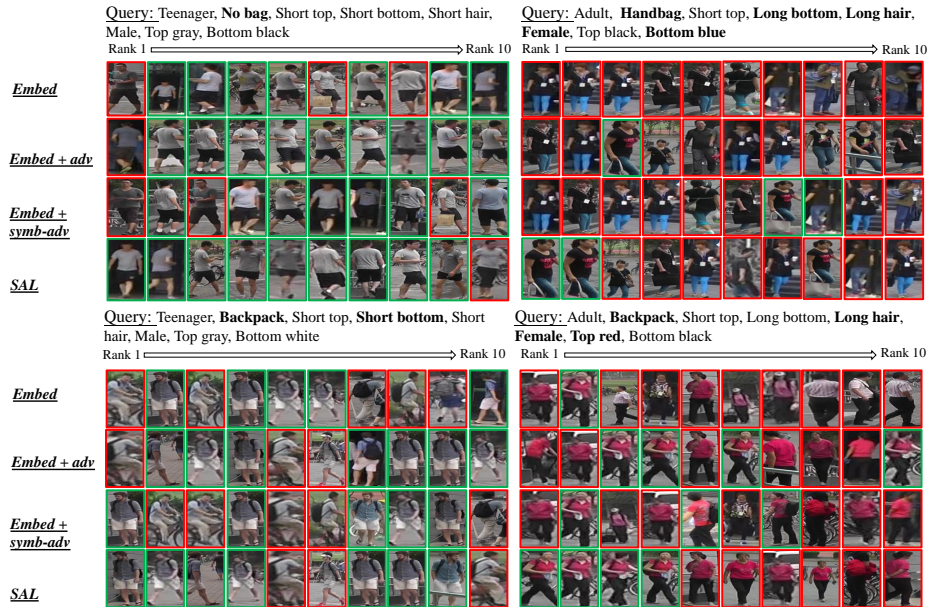 Query: Teenager, No bag, Short top, Short bottom, Short hair,
Male, Top gray, Bottom black
Rank 1 Rank 10
Query: Adult, Handbag, Short top, Long bottom, Long hair,
Female, Top black, Bottom blue
Rank 1 Rank 10
Embed
Embed + adv
Embed +
symb-adv
SAL
Query: Teenager, Backpack, Short top, Short bottom, Short
hair, Male, Top gray, Bottom white
Rank 1 Rank 10
Query: Adult, Backpack, Short top, Long bottom, Long hair,
Female, Top red, Bottom black
Rank 1 Rank 10
Embed
Embed + adv
Embed +
symb-adv
SAL